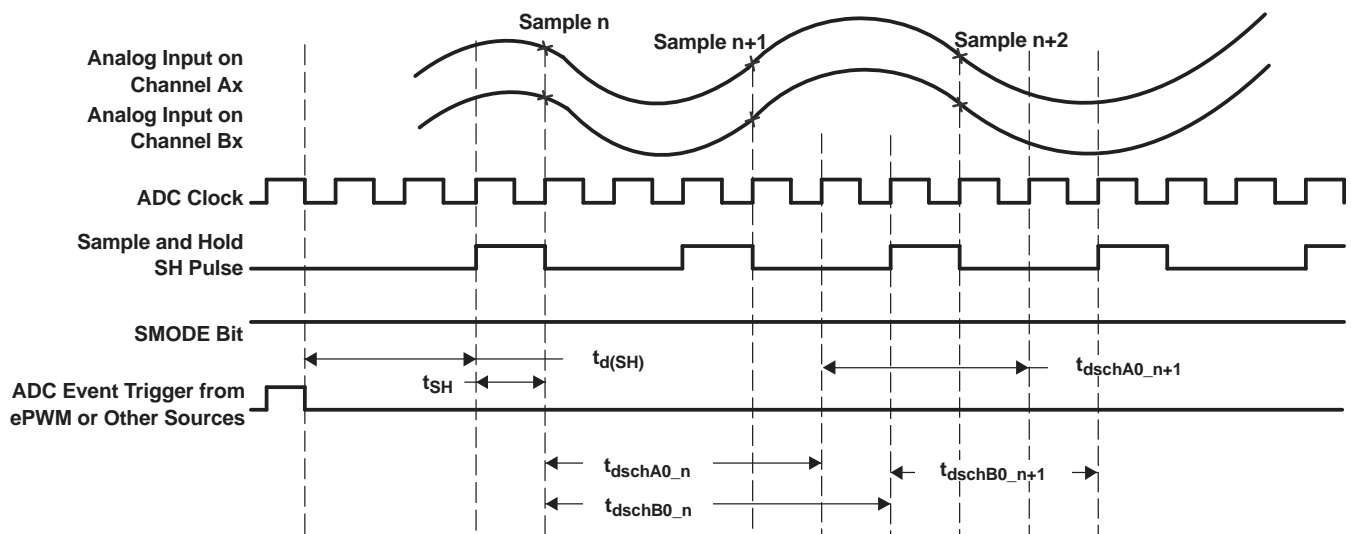 Sample n
Sample n+1
Sample n+2
Analog Input on
Channel Ax
Analog Input on
Channel Bx
ADC Clock
Sample and Hold
SH Pulse
SMODE Bit
td(SH)
tSH
tdschA0_n+1
ADC Event Trigger from
ePWM or Other Sources
tdschA0_n
tdschB0_n+1
tdschB0_n